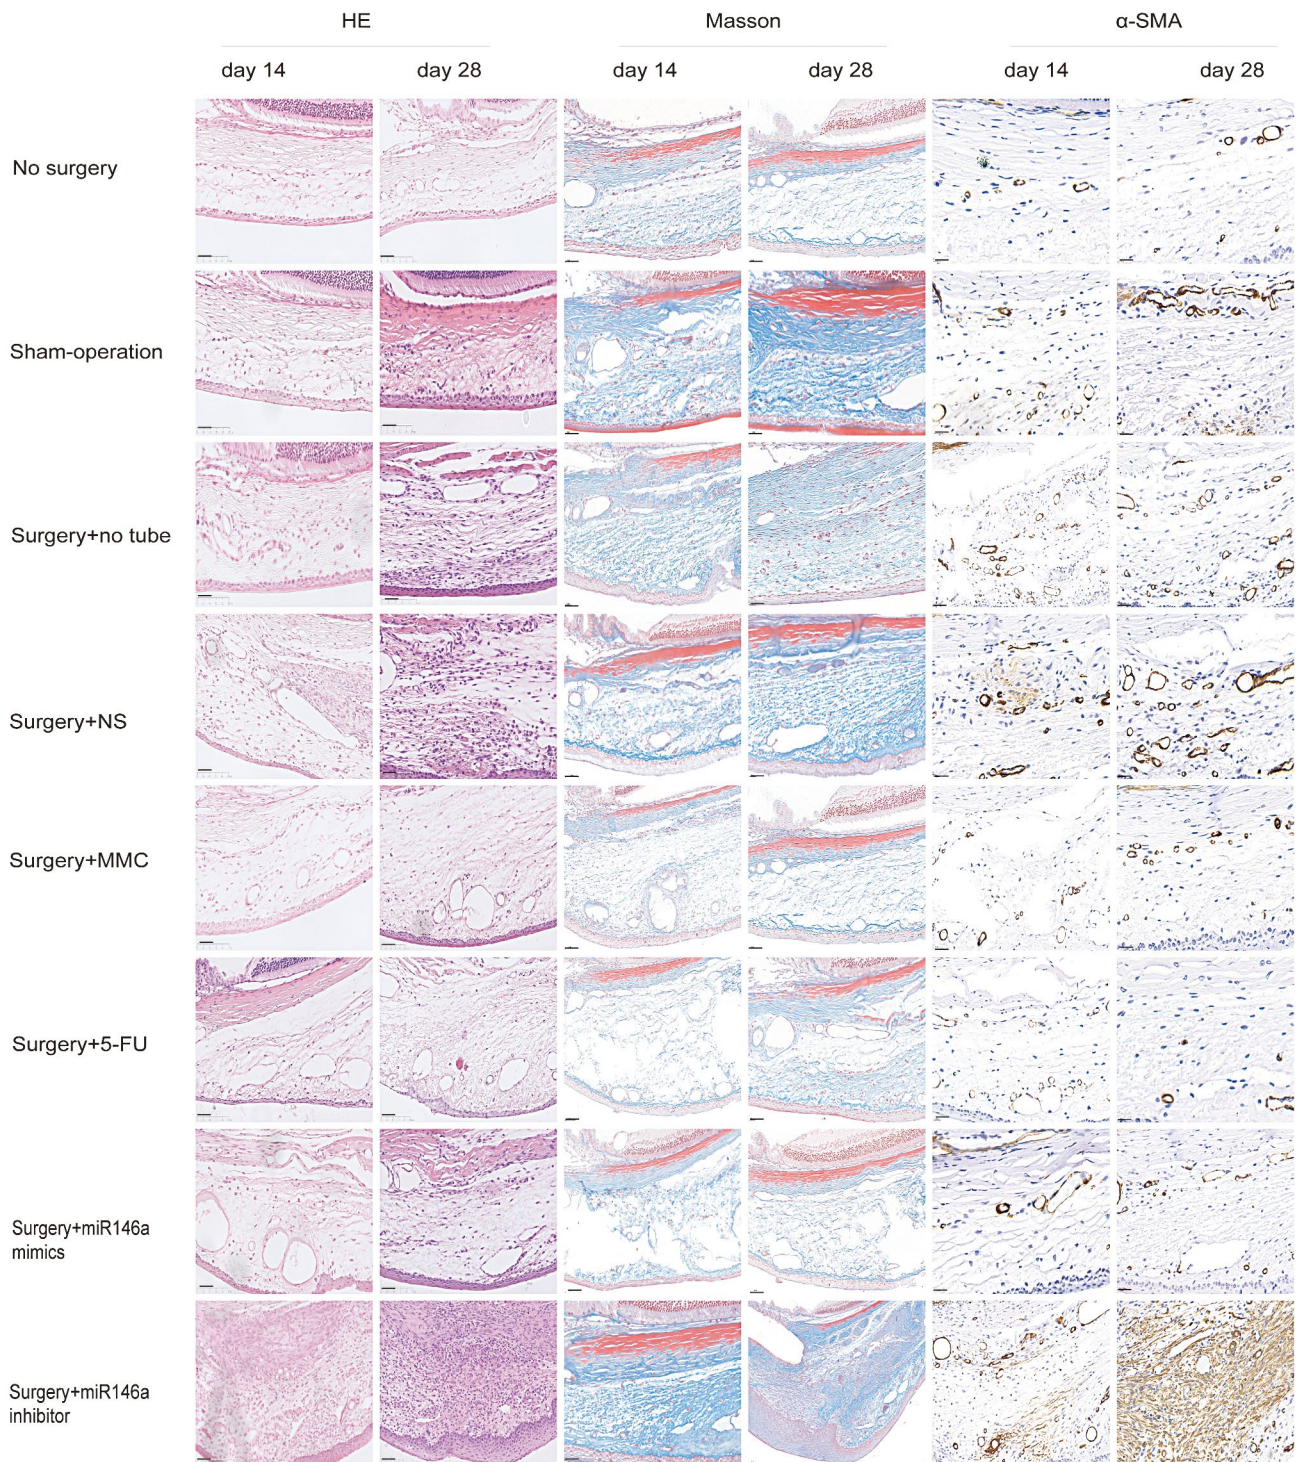 HE Masson α-SMA
day 14 day 28 day 14 day 28 day 14 day 28
No surgery
Sham-operation
Surgery+no tube
Surgery+NS
Surgery+MMC
Surgery+5-FU
Surgery+miR146a
mimics
Surgery+miR146a
inhibitor